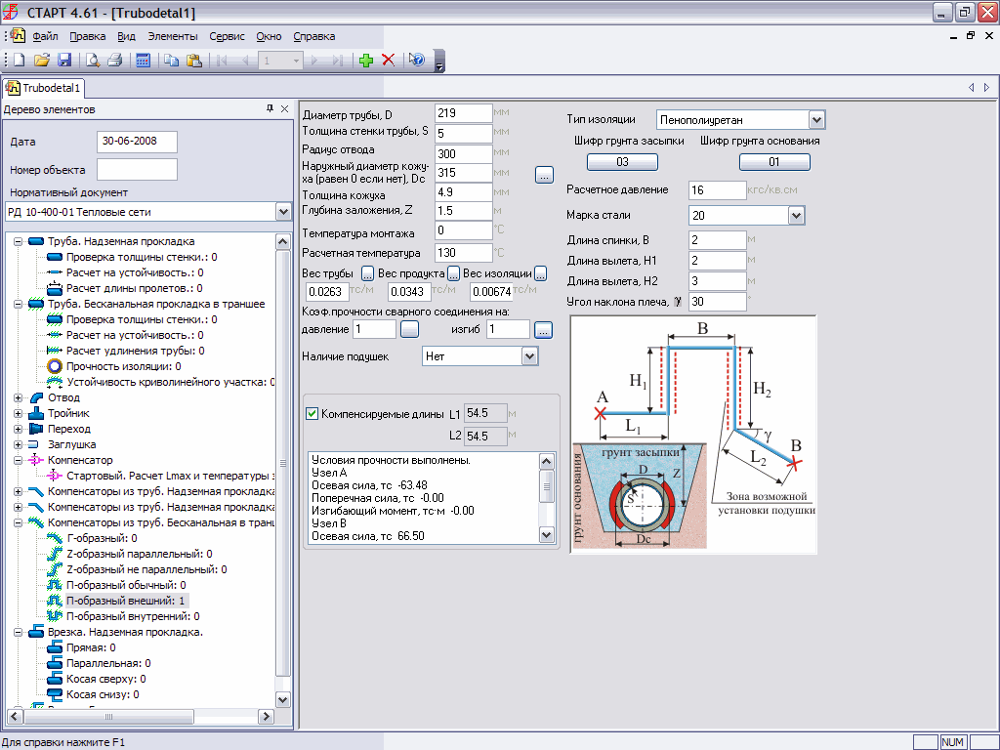 СТАРТ 4.61 - [Trubodetal1]
Файл Правка Вид Элементы Сервис Окно Справка
1
Trubodetal1
Дерево элементов
Дата 30-06-2008
Номер объекта
Нормативный документ
РД 10-400-01 Тепловые сети
Труба. Надземная прокладка
Проверка толщины стенки.: 0
Расчет на устойчивость.: 0
Расчет длины пролетов.: 0
Труба. Бесканальная прокладка в траншее
Проверка толщины стенки.: 0
Расчет на устойчивость: 0
Расчет удлинения трубы: 0
Прочность изоляции: 0
Устойчивость криволинейного участка: 0
Отвод
Тройник
Переход
Заглушка
Компенсатор
Стартовый. Расчет Lmax и температуры з
Компенсаторы из труб. Надземная прокладка
Компенсаторы из труб. Надземная прокладка
Компенсаторы из труб. Бесканальная в тран
Г-образный: 0
Z-образный параллельный: 0
Z-образный не параллельный: 0
П-образный обычный: 0
П-образный внешний: 1
П-образный внутренний: 0
Врезка. Надземная прокладка.
Прямая: 0
Параллельная: 0
Косая сверху: 0
Косая снизу: 0
Диаметр трубы, D 219 мм
Толщина стенки трубы, S 5 мм
Радиус отвода 300 мм
Наружный диаметр кожу-
ха (равен 0 если нет), Dc 315 мм ...
Толщина кожуха 4.9 мм
Глубина заложения, Z 1.5 м
Температура монтажа 0 °C
Расчетная температура 130 °C
Вес трубы ... Вес продукта ... Вес изоляции ...
0.0263 тс/м 0.0343 тс/м 0.00674 тс/м
Коэф.прочности сварного соединения на:
давление 1 изгиб 1 ...
Наличие подушек Нет
Компенсируемые длины L1 54.5 м
L2 54.5 м
Условия прочности выполнены.
Узел A
Осевая сила, тс -63.48
Поперечная сила, тс -0.00
Изгибающий момент, тс·м -0.00
Узел B
Осевая сила, тс 66.50
Тип изоляции Пенополиуретан
Шифр грунта засыпки Шифр грунта основания
03 01
Расчетное давление 16 кгс/кв.см
Марка стали 20
Длина спинки, B 2 м
Длина вылета, H1 2 м
Длина вылета, H2 3 м
Угол наклона плеча, γ 30 °
B
H1
H2
A
L1
γ
B
L2
грунт засыпки
D
Z
S
Dc
грунт основания
Зона возможной
установки подушки
Для справки нажмите F1 NUM